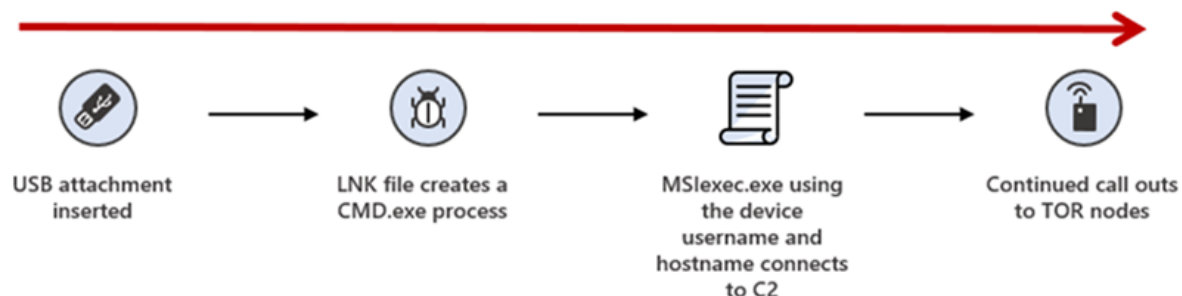 USB attachment
inserted
LNK file creates a
CMD.exe process
MSIexec.exe using
the device
username and
hostname connects
to C2
Continued call outs
to TOR nodes